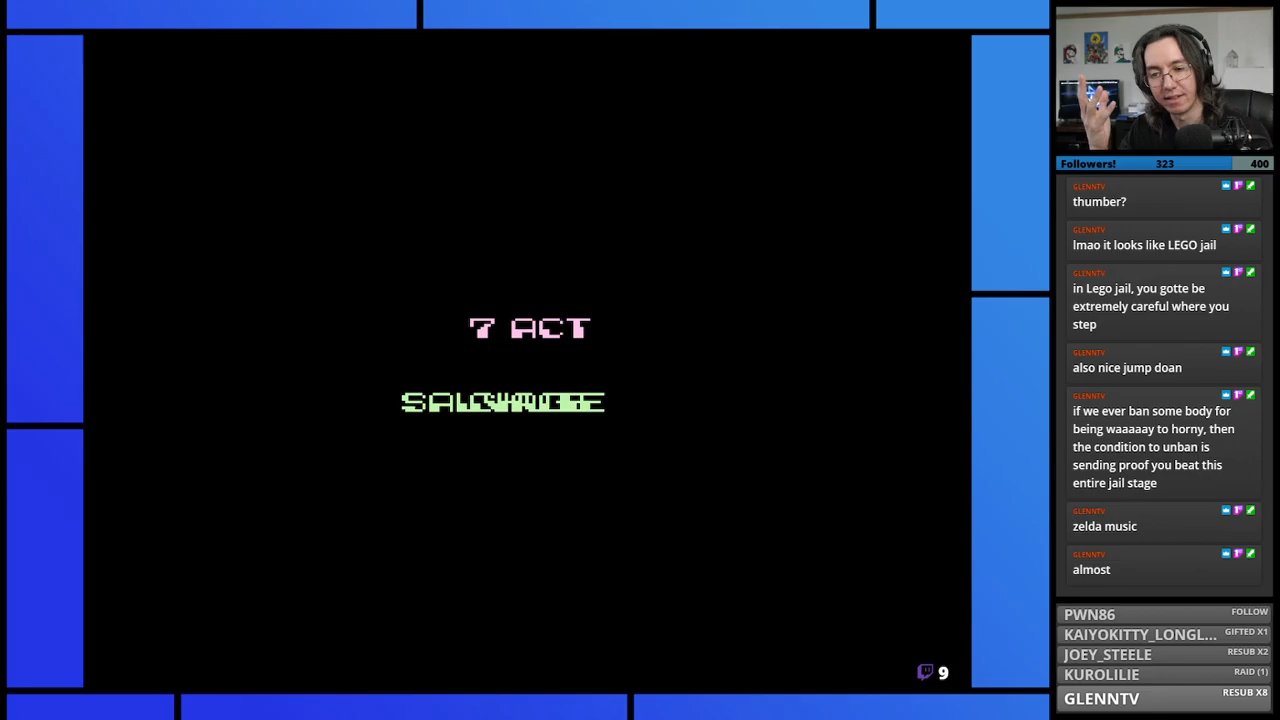 7 ACT
Followers! 323 400
GLENNTV
thumber?
GLENNTV
lmao it looks like LEGO jail
GLENNTV
in Lego jail, you gotte be
extremely careful where you
step
GLENNTV
also nice jump doan
GLENNTV
if we ever ban some body for
being waaaaay to horny, then
the condition to unban is
sending proof you beat this
entire jail stage
GLENNTV
zelda music
GLENNTV
almost
PWN86 FOLLOW
KAIYOKITTY_LONGL... GIFTED X1
JOEY_STEELE RESUB X2
KUROLILIE RAID (1)
GLENNTV RESUB X8
9